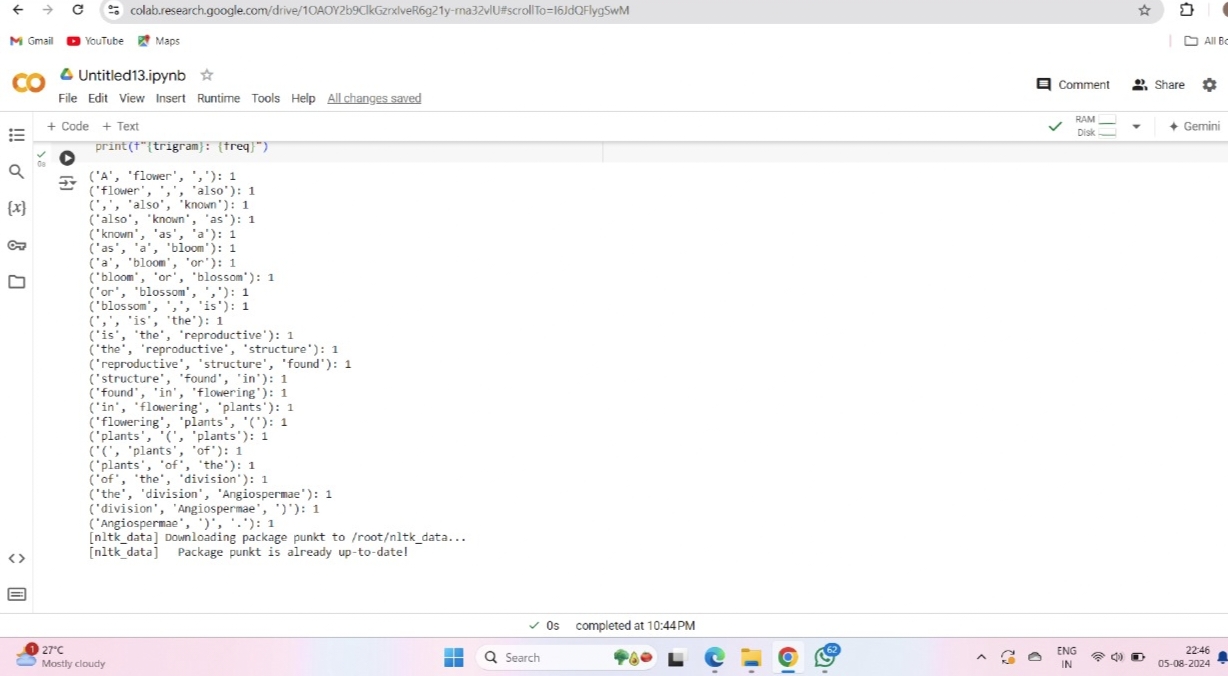 colab.research.google.com/drive/1OAOY2b9ClkGzrxIveR6g21y-rna32vlU#scrollTo=I6JdQFlygSwM
Gmail YouTube Maps
Untitled13.ipynb
File Edit View Insert Runtime Tools Help All changes saved
Comment Share
+ Code + Text
RAM
Disk
Gemini
print(f"{trigram}: {freq}")
0s
('A', 'flower', ','): 1
('flower', ',', 'also'): 1
(',', 'also', 'known'): 1
('also', 'known', 'as'): 1
('known', 'as', 'a'): 1
('as', 'a', 'bloom'): 1
('a', 'bloom', 'or'): 1
('bloom', 'or', 'blossom'): 1
('or', 'blossom', ','): 1
('blossom', ',', 'is'): 1
(',', 'is', 'the'): 1
('is', 'the', 'reproductive'): 1
('the', 'reproductive', 'structure'): 1
('reproductive', 'structure', 'found'): 1
('structure', 'found', 'in'): 1
('found', 'in', 'flowering'): 1
('in', 'flowering', 'plants'): 1
('flowering', 'plants', '('): 1
('plants', '(', 'plants'): 1
('(', 'plants', 'of'): 1
('plants', 'of', 'the'): 1
('of', 'the', 'division'): 1
('the', 'division', 'Angiospermae'): 1
('division', 'Angiospermae', ')'): 1
('Angiospermae', ')', '.'): 1
[nltk_data] Downloading package punkt to /root/nltk_data...
[nltk_data]   Package punkt is already up-to-date!
0s completed at 10:44 PM
1
27°C
Mostly cloudy
Search
62
ENG
IN
22:46
05-08-2024